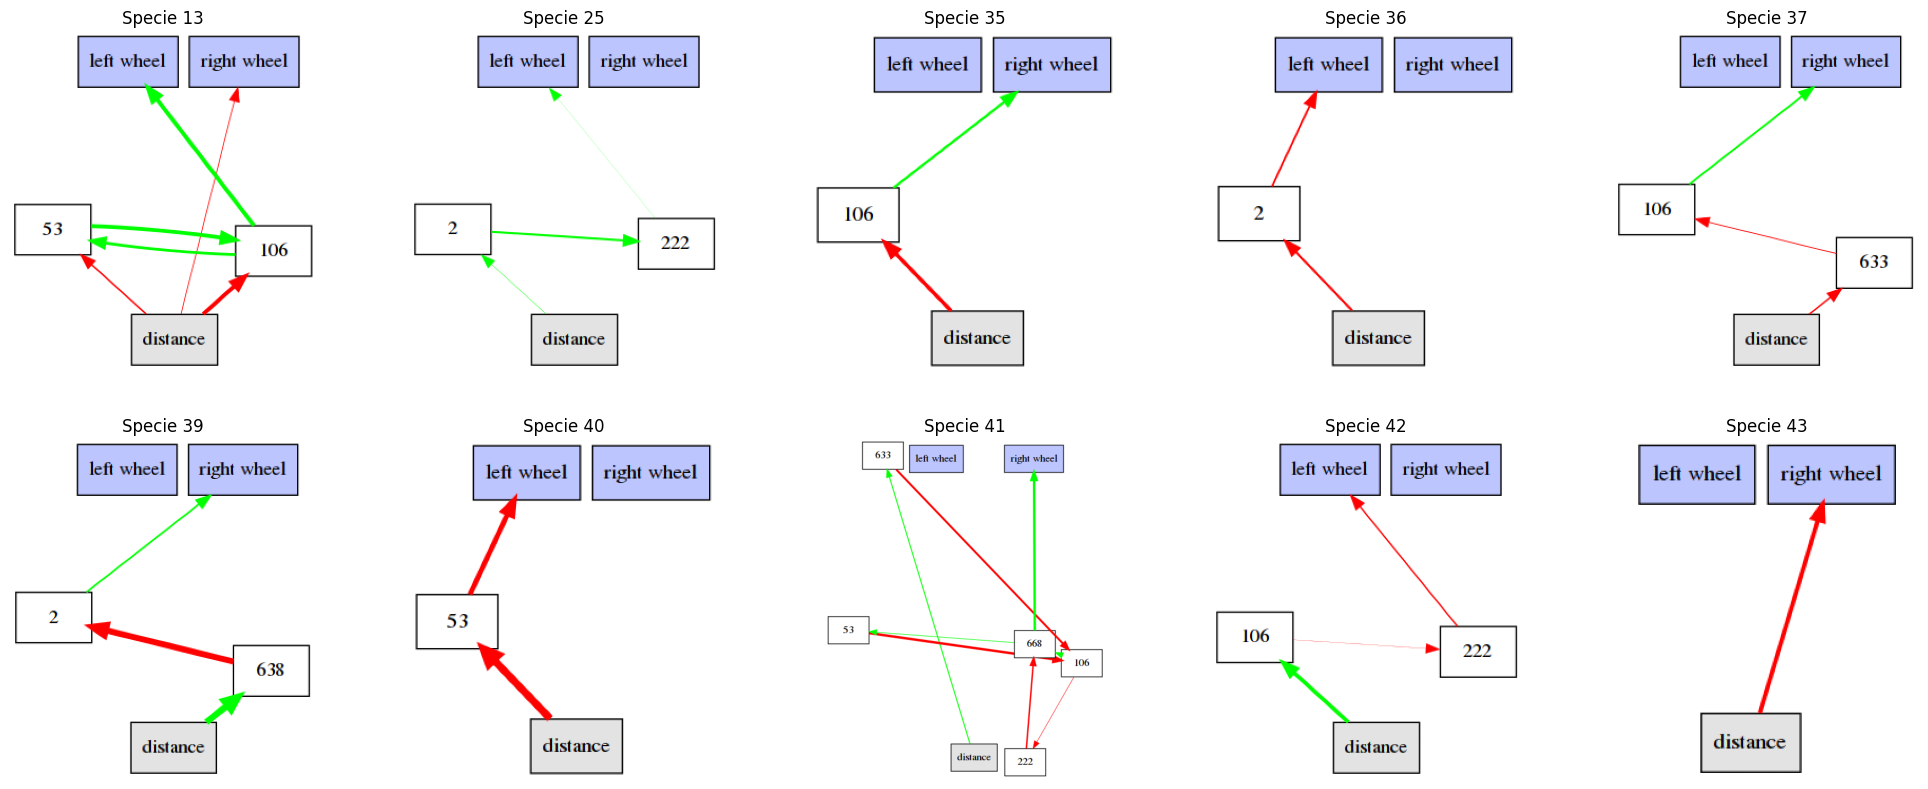 Specie 13
left wheel
right wheel
53
106
distance
Specie 25
left wheel
right wheel
2
222
distance
Specie 35
left wheel
right wheel
106
distance
Specie 36
left wheel
right wheel
2
distance
Specie 37
left wheel
right wheel
106
633
distance
Specie 39
left wheel
right wheel
2
638
distance
Specie 40
left wheel
right wheel
53
distance
Specie 41
633
left wheel
right wheel
53
668
106
distance
222
Specie 42
left wheel
right wheel
106
222
distance
Specie 43
left wheel
right wheel
distance